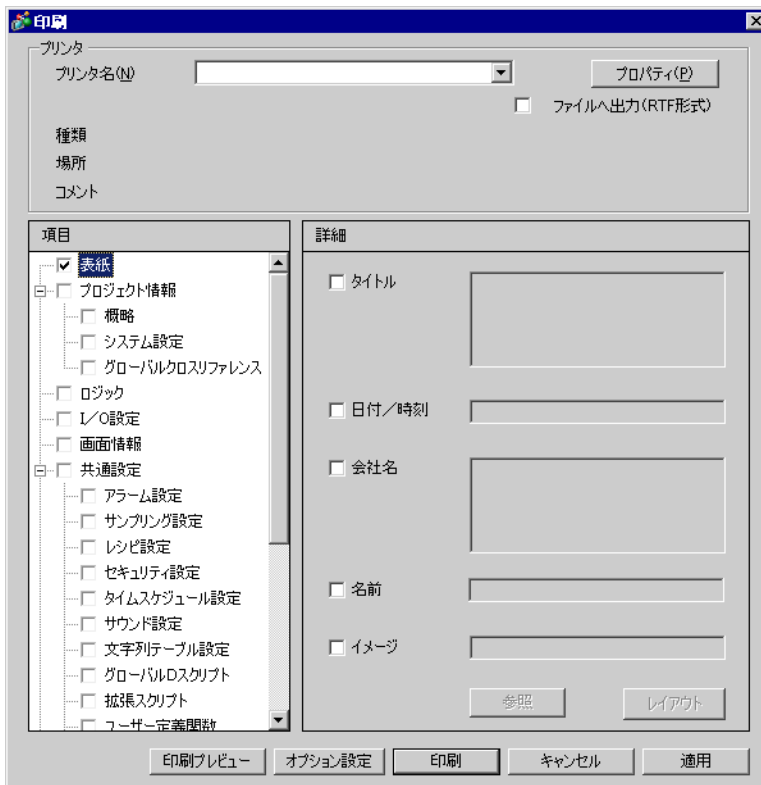 印刷
プリンタ
プリンタ名(N)
プロパティ(P)
ファイルへ出力(RTF形式)
種類
場所
コメント
項目
表紙
プロジェクト情報
概略
システム設定
グローバルクロスリファレンス
ロジック
I/O設定
画面情報
共通設定
アラーム設定
サンプリング設定
レシピ設定
セキュリティ設定
タイムスケジュール設定
サウンド設定
文字列テーブル設定
グローバルDスクリプト
拡張スクリプト
ユーザー定義関数
詳細
タイトル
日付/時刻
会社名
名前
イメージ
参照
レイアウト
印刷プレビュー
オプション設定
印刷
キャンセル
適用